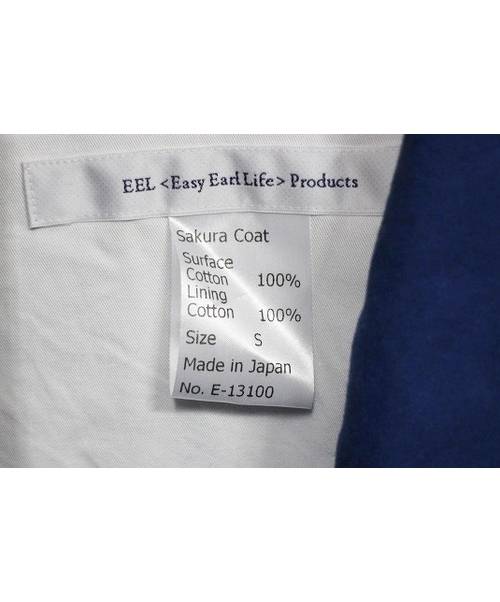 EEL <Easy Earl Life> Products
Sakura Coat
Surface
Cotton 100%
Lining
Cotton 100%
Size S
Made in Japan
No. E-13100